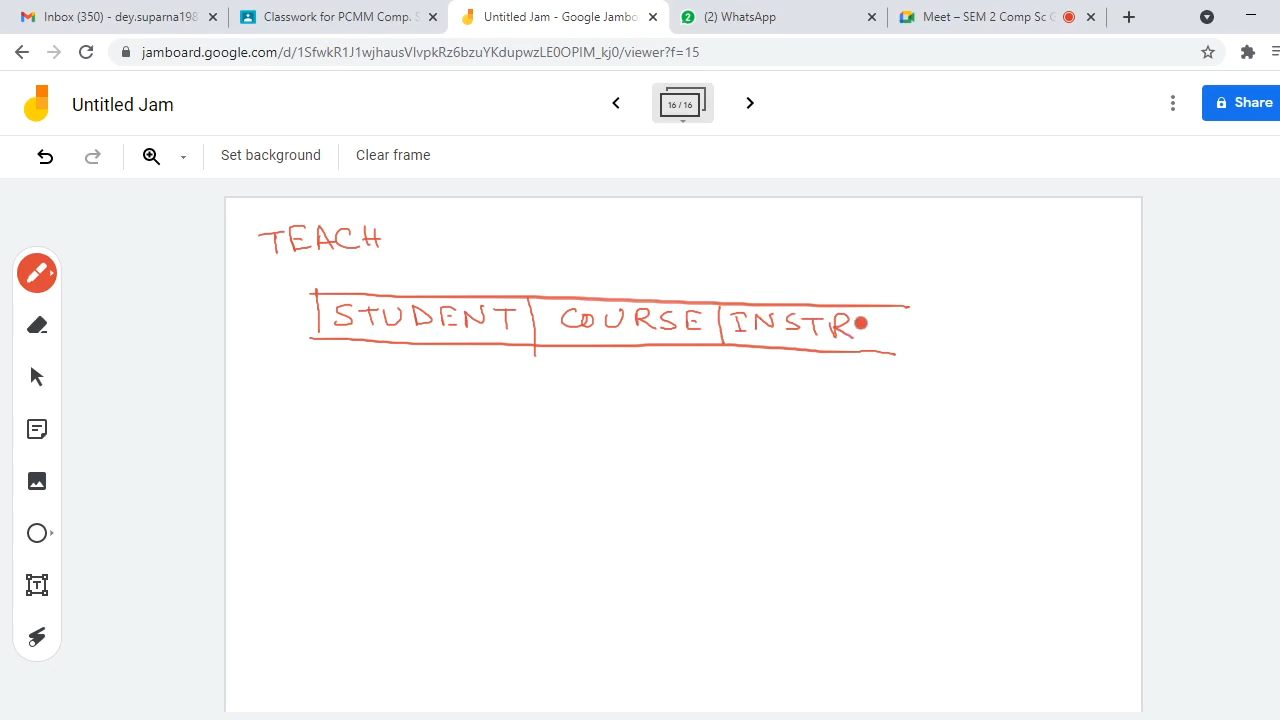 Inbox (350) - dey.suparna198
Classwork for PCMM Comp. S
Untitled Jam - Google Jambo
(2) WhatsApp
Meet – SEM 2 Comp Sc G
jamboard.google.com/d/1SfwkR1J1wjhausVlvpkRz6bzuYKdupwzLE0OPIM_kj0/viewer?f=15
Untitled Jam
16 / 16
Share
Set background
Clear frame
TEACH
STUDENT COURSE INSTR